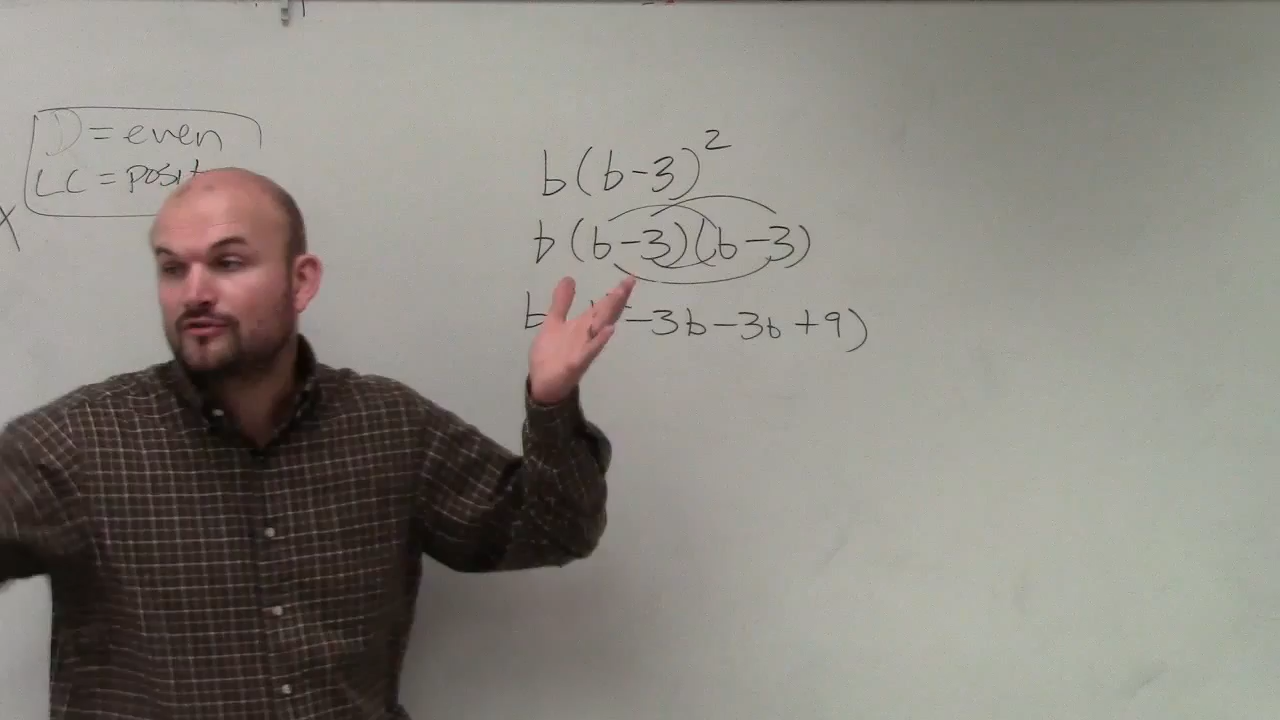 D = even
LC = posit
x
b(b-3)²
b(b-3)(b-3)
b -3b-3b+9)